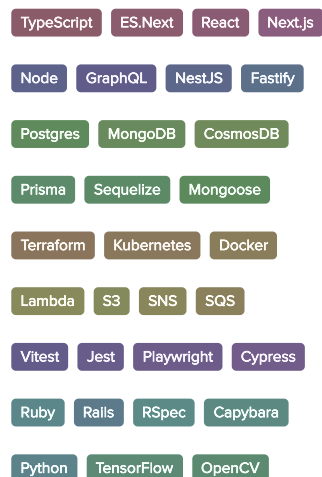 TypeScript ES.Next React Next.js
Node GraphQL NestJS Fastify
Postgres MongoDB CosmosDB
Prisma Sequelize Mongoose
Terraform Kubernetes Docker
Lambda S3 SNS SQS
Vitest Jest Playwright Cypress
Ruby Rails RSpec Capybara
Python TensorFlow OpenCV